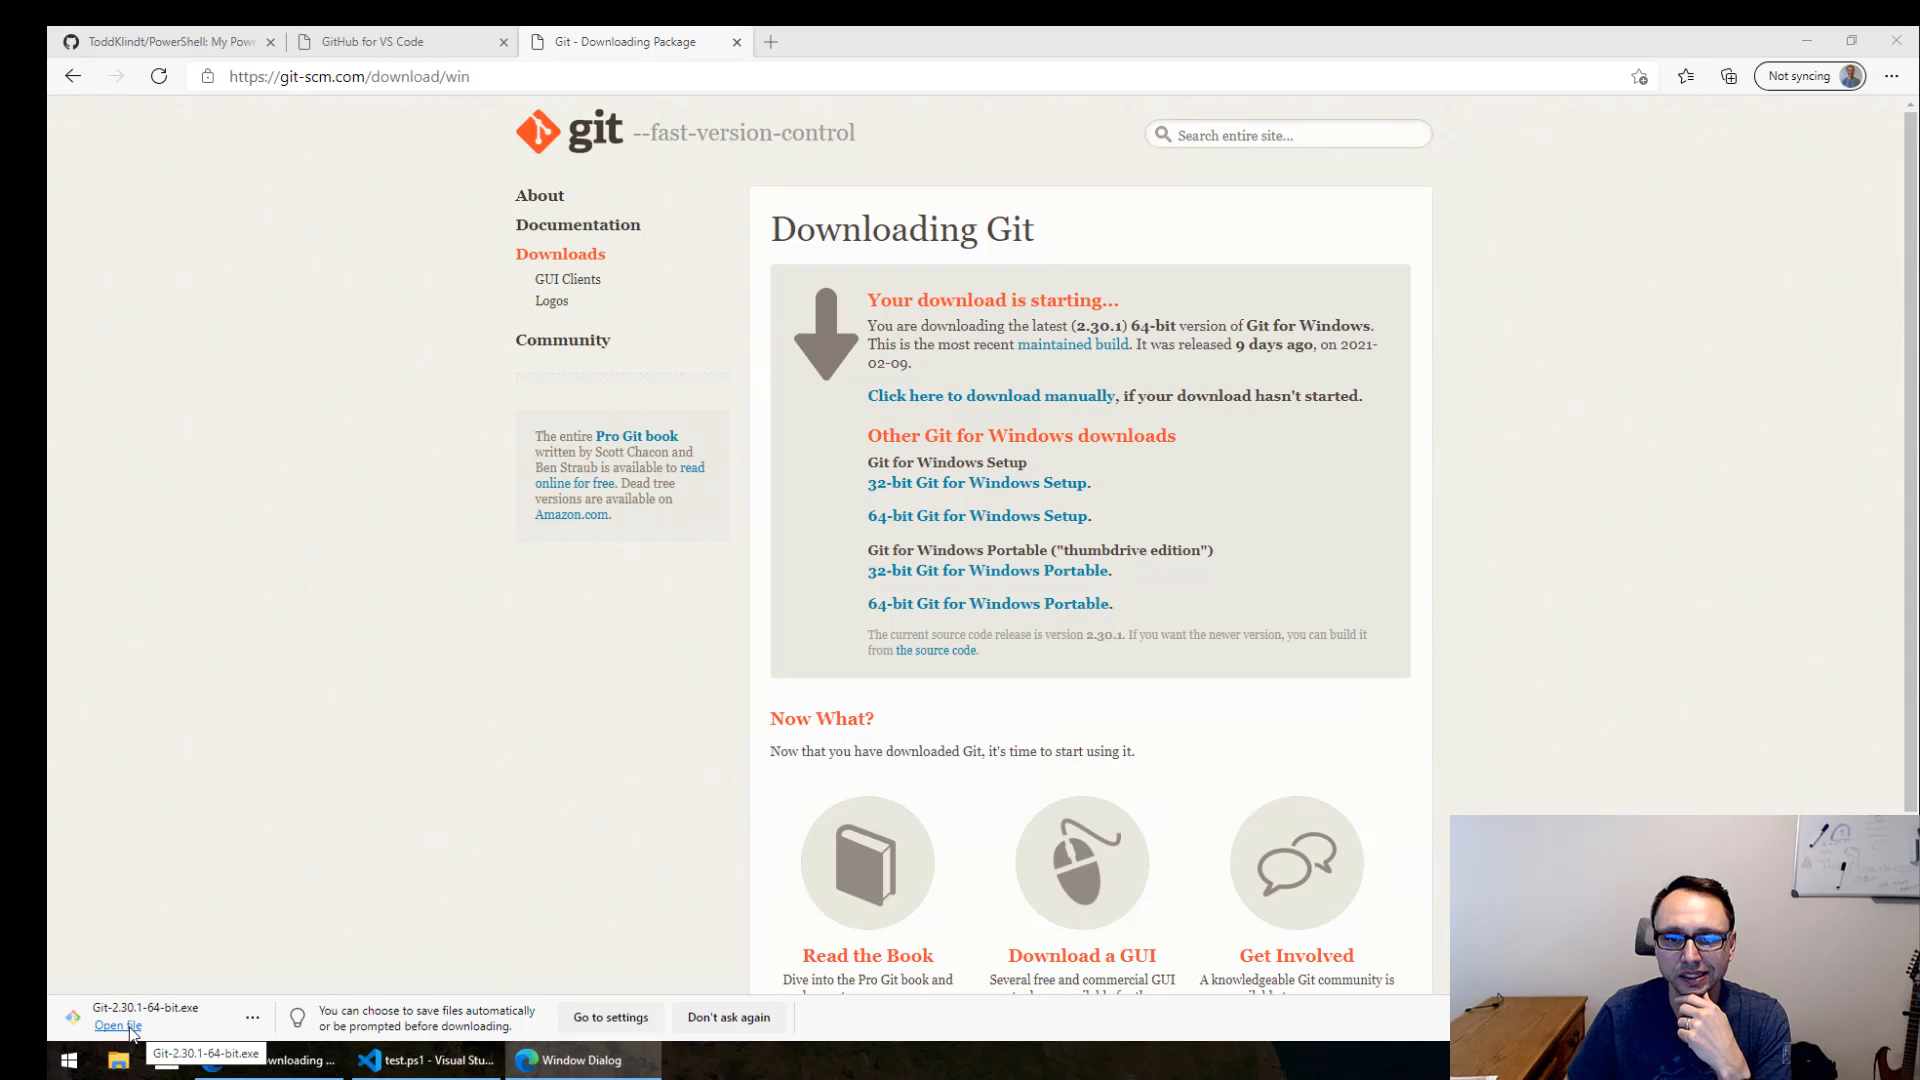 ToddKlindt/PowerShell: My Powe
GitHub for VS Code
Git - Downloading Package
https://git-scm.com/download/win
Not syncing
git --fast-version-control
Search entire site...
About
Documentation
Downloads
GUI Clients
Logos
Community
The entire Pro Git book
written by Scott Chacon and
Ben Straub is available to read
online for free. Dead tree
versions are available on
Amazon.com.
Downloading Git
Your download is starting...
You are downloading the latest (2.30.1) 64-bit version of Git for Windows.
This is the most recent maintained build. It was released 9 days ago, on 2021-
02-09.
Click here to download manually, if your download hasn't started.
Other Git for Windows downloads
Git for Windows Setup
32-bit Git for Windows Setup.
64-bit Git for Windows Setup.
Git for Windows Portable ("thumbdrive edition")
32-bit Git for Windows Portable.
64-bit Git for Windows Portable.
The current source code release is version 2.30.1. If you want the newer version, you can build it
from the source code.
Now What?
Now that you have downloaded Git, it's time to start using it.
Read the Book
Dive into the Pro Git book and
Download a GUI
Several free and commercial GUI
Get Involved
A knowledgeable Git community is
Git-2.30.1-64-bit.exe
Open file
You can choose to save files automatically
or be prompted before downloading.
Go to settings
Don't ask again
Git-2.30.1-64-bit.exe
wnloading ...
test.ps1 - Visual Stu...
Window Dialog